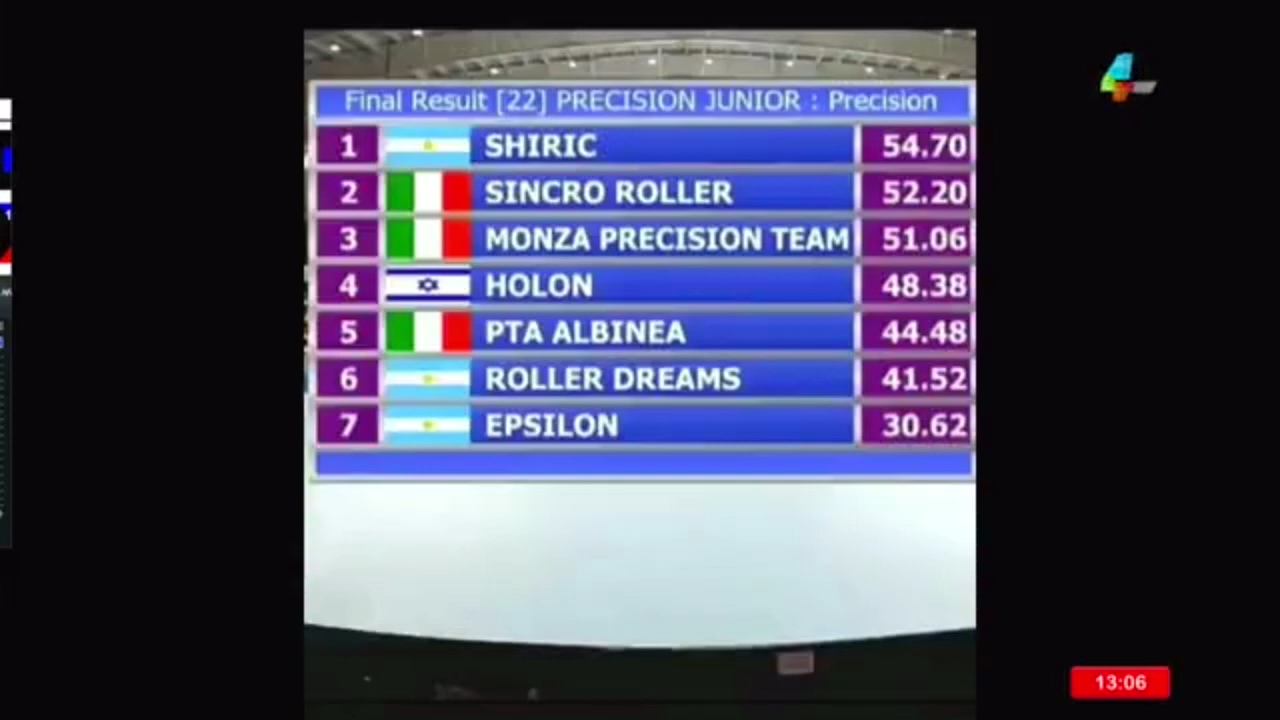 Final Result [22] PRECISION JUNIOR : Precision
1 SHIRIC 54.70
2 SINCRO ROLLER 52.20
3 MONZA PRECISION TEAM 51.06
4 HOLON 48.38
5 PTA ALBINEA 44.48
6 ROLLER DREAMS 41.52
7 EPSILON 30.62
13:06